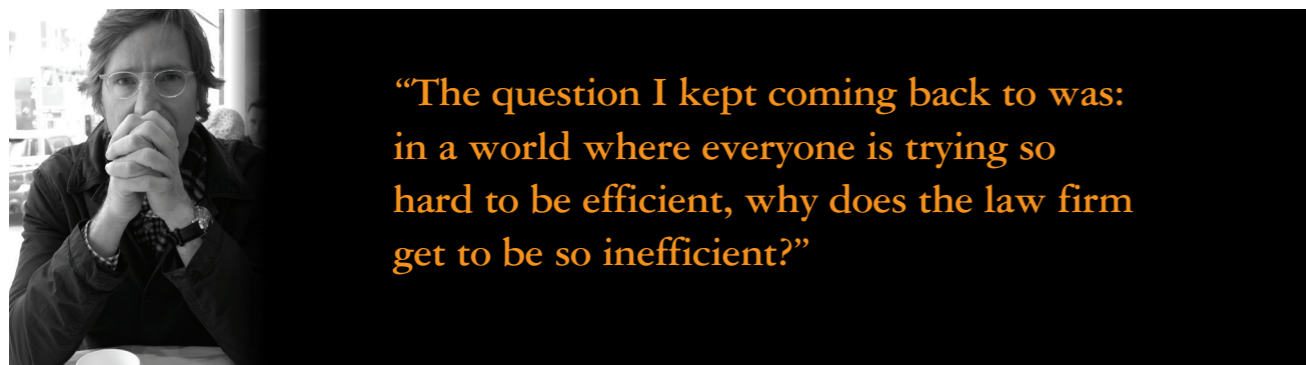 “The question I kept coming back to was:
in a world where everyone is trying so
hard to be efficient, why does the law firm
get to be so inefficient?”